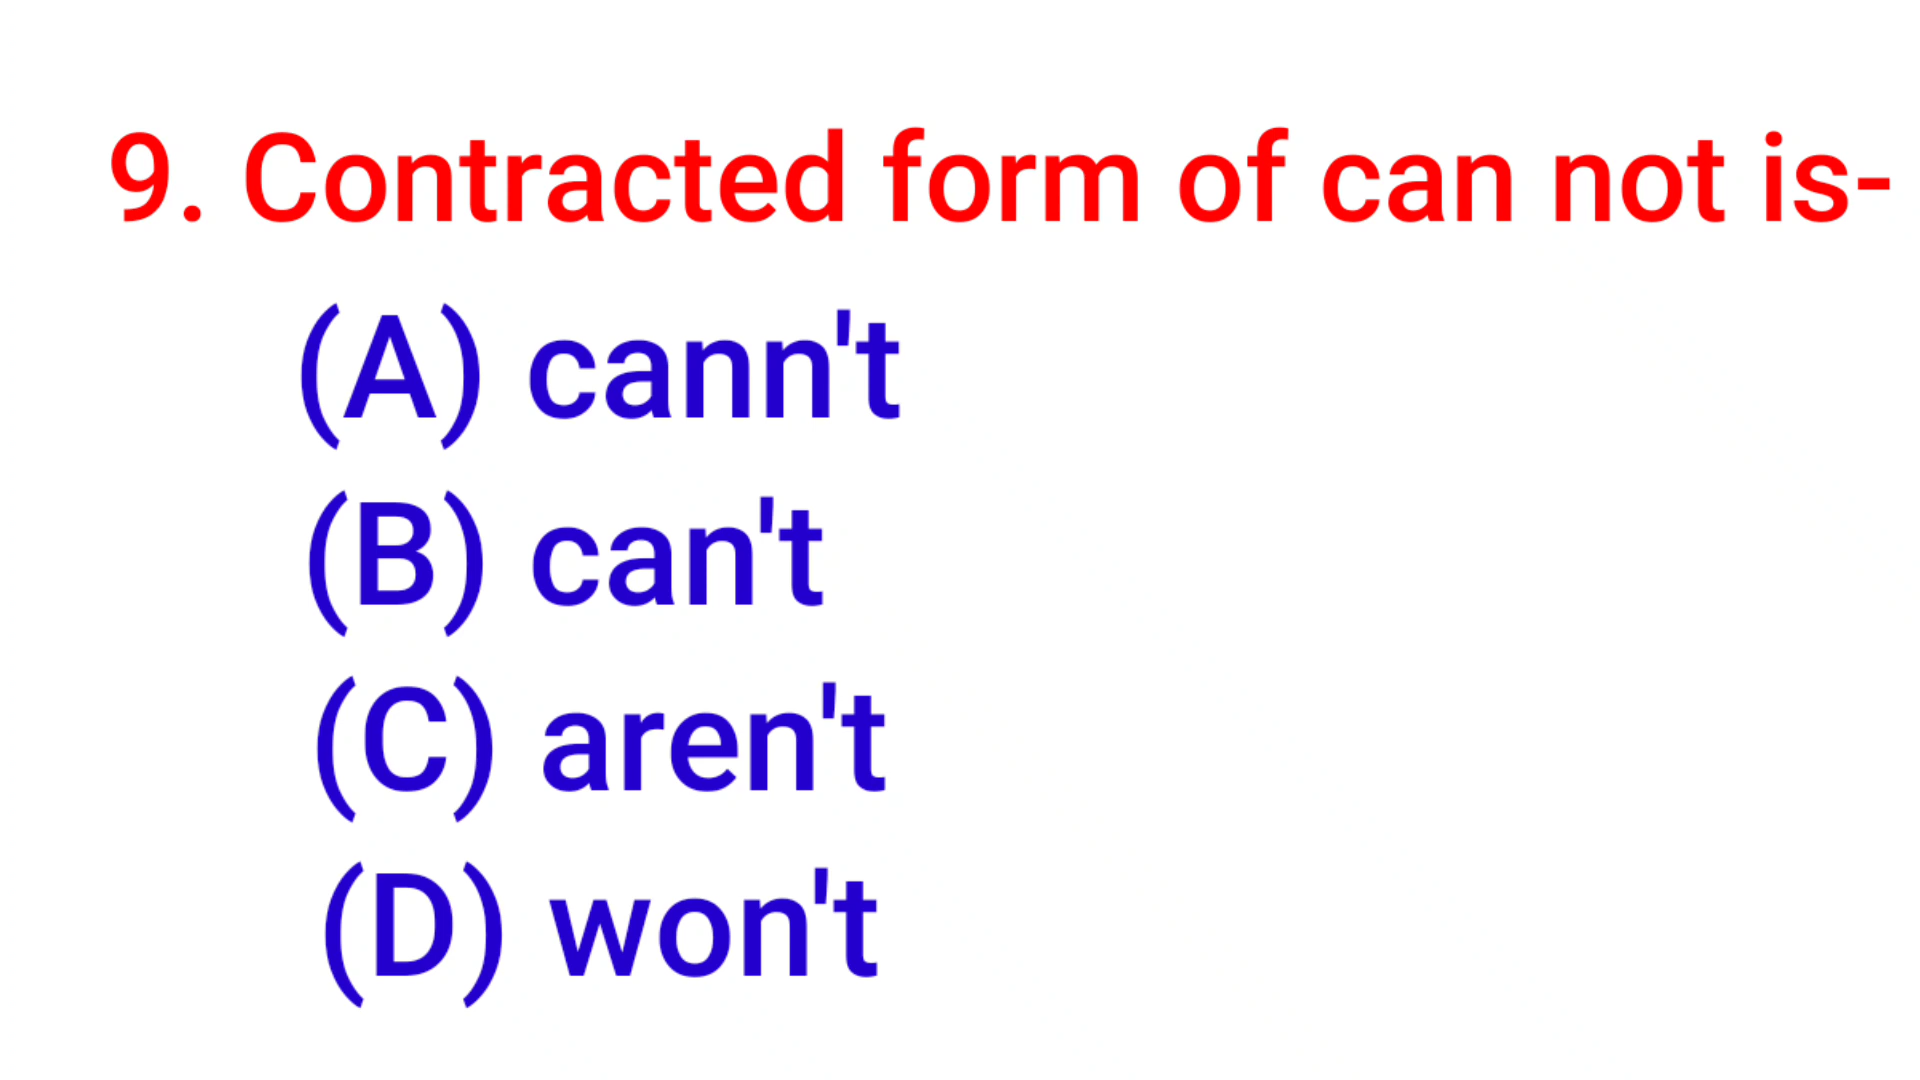 9. Contracted form of can not is-
(A) cann't
(B) can't
(C) aren't
(D) won't